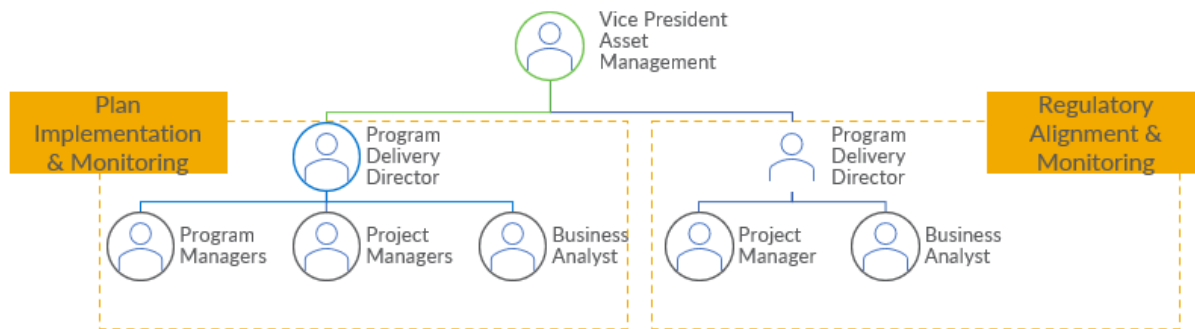 Vice President
Asset
Management
Plan
Implementation
& Monitoring
Regulatory
Alignment &
Monitoring
Program
Delivery
Director
Program
Delivery
Director
Program
Managers
Project
Managers
Business
Analyst
Project
Manager
Business
Analyst